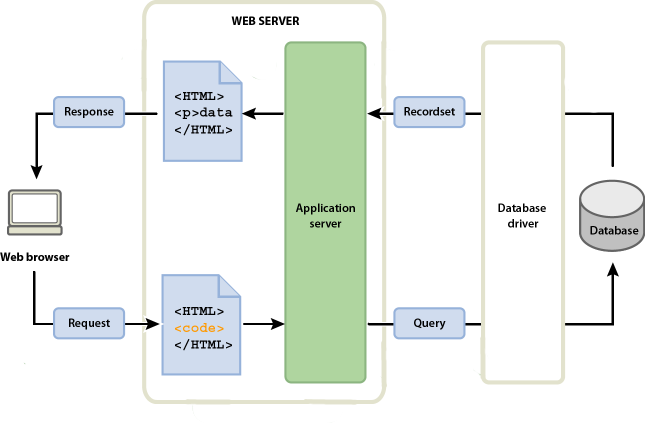 WEB SERVER
<HTML>
<p>data
</HTML>
Response
Recordset
Application
server
Database
driver
Database
Web browser
Request
<HTML>
<code>
</HTML>
Query